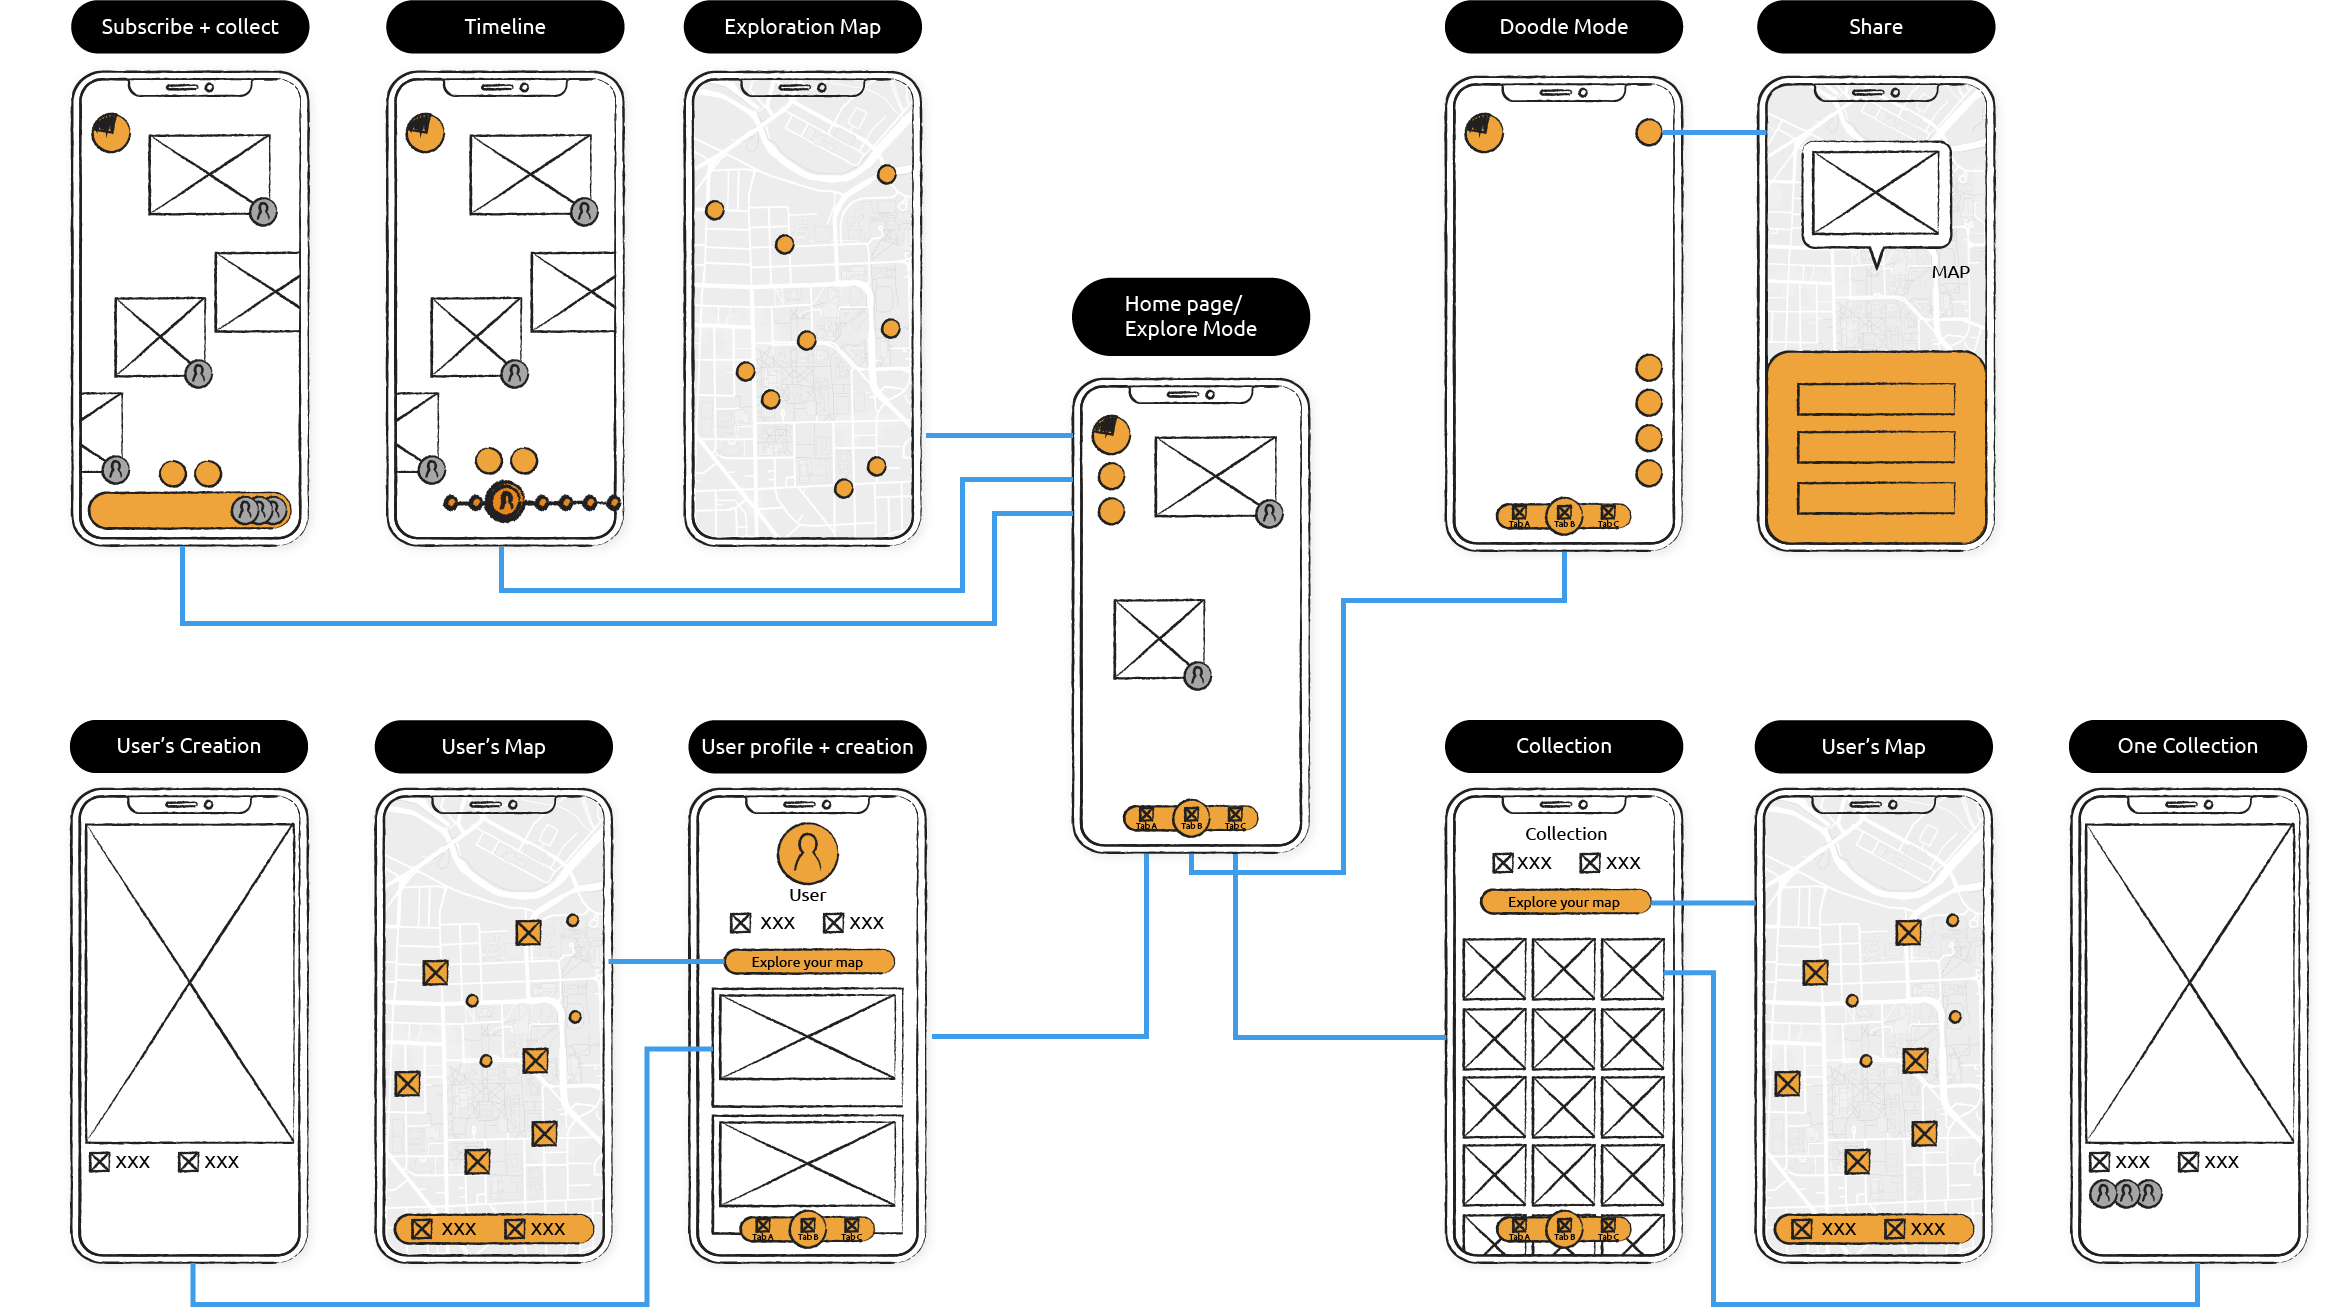 Subscribe + collect
Timeline
Exploration Map
Doodle Mode
Share
MAP
Home page/
Explore Mode
Tab A
Tab B
Tab C
Tab A
Tab B
Tab C
User's Creation
User's Map
User profile + creation
Collection
User's Map
One Collection
XXX
XXX
XXX
XXX
User
XXX
XXX
Explore your map
Tab A
Tab B
Tab C
Collection
XXX
XXX
Explore your map
Tab A
Tab B
Tab C
XXX
XXX
XXX
XXX